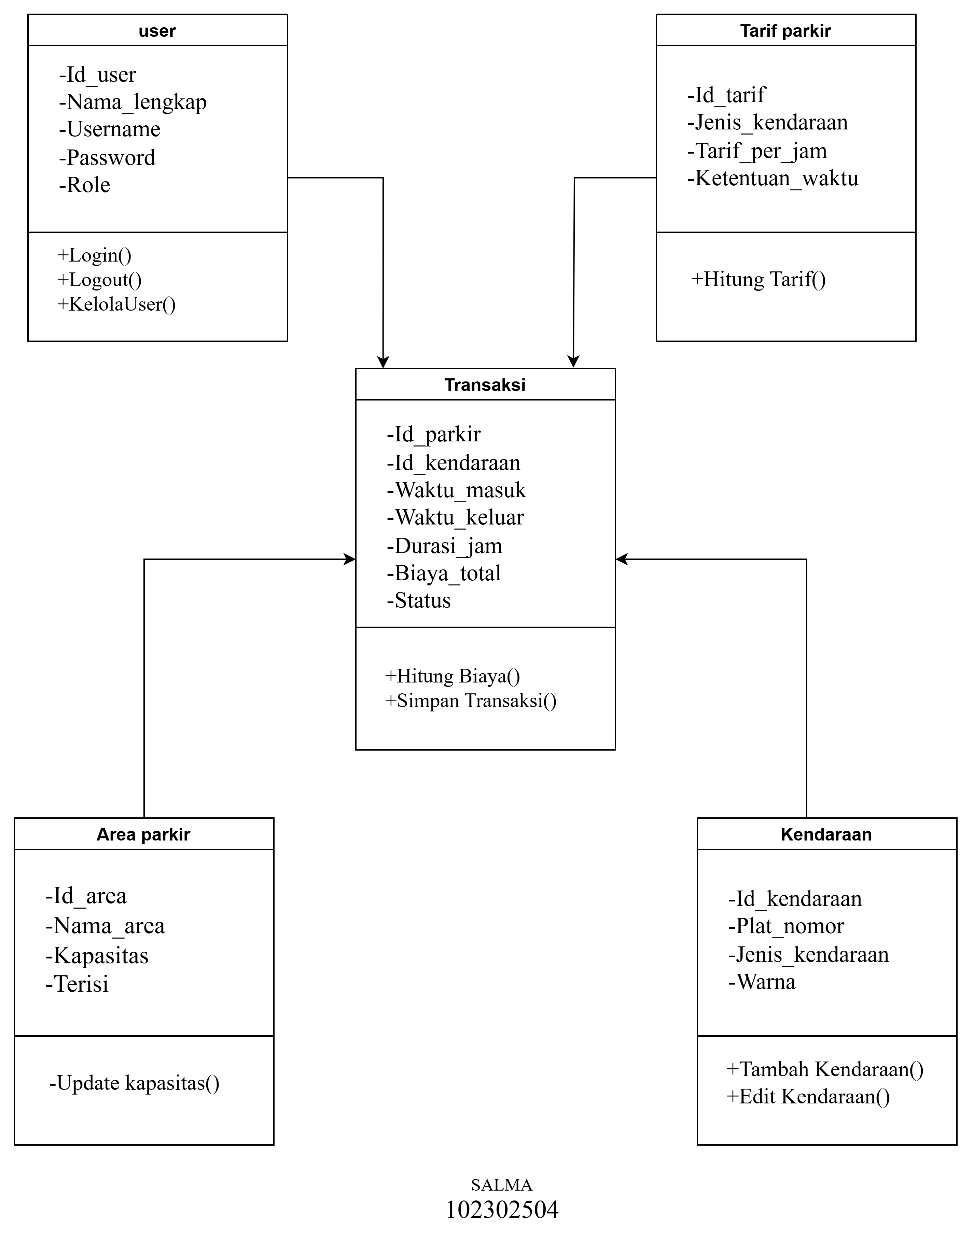 user
-Id_user
-Nama_lengkap
-Username
-Password
-Role
+Login()
+Logout()
+KelolaUser()
Tarif parkir
-Id_tarif
-Jenis_kendaraan
-Tarif_per_jam
-Ketentuan_waktu
+Hitung Tarif()
Transaksi
-Id_parkir
-Id_kendaraan
-Waktu_masuk
-Waktu_keluar
-Durasi_jam
-Biaya_total
-Status
+Hitung Biaya()
+Simpan Transaksi()
Area parkir
-Id_area
-Nama_area
-Kapasitas
-Terisi
-Update kapasitas()
Kendaraan
-Id_kendaraan
-Plat_nomor
-Jenis_kendaraan
-Warna
+Tambah Kendaraan()
+Edit Kendaraan()
SALMA
102302504